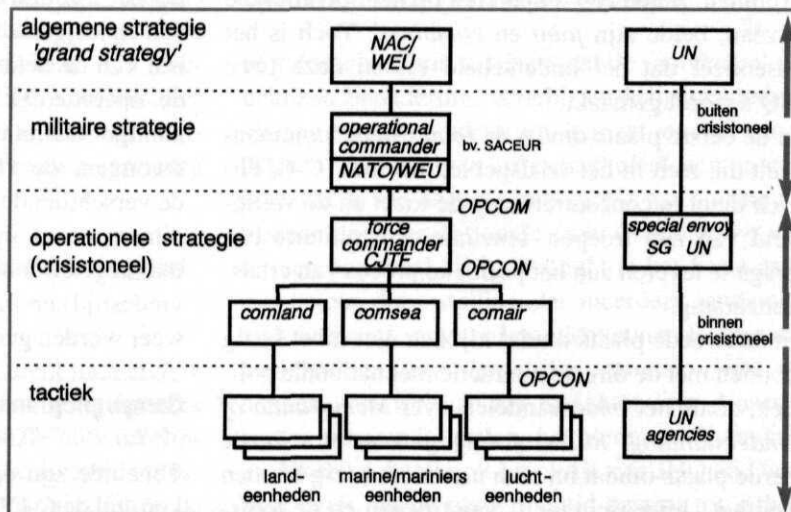 algemene strategie
'grand strategy'
NAC/
WEU
UN
buiten
crisistoneel
militaire strategie
operational
commander
NATO/WEU
bv. SACEUR
OPCOM
operationele strategie
(crisistoneel)
force
commander
CJTF
OPCON
special envoy
SG UN
comland
comsea
comair
binnen
crisistoneel
tactiek
OPCON
UN
agencies
land-
eenheden
marine/mariniers
eenheden
lucht-
eenheden